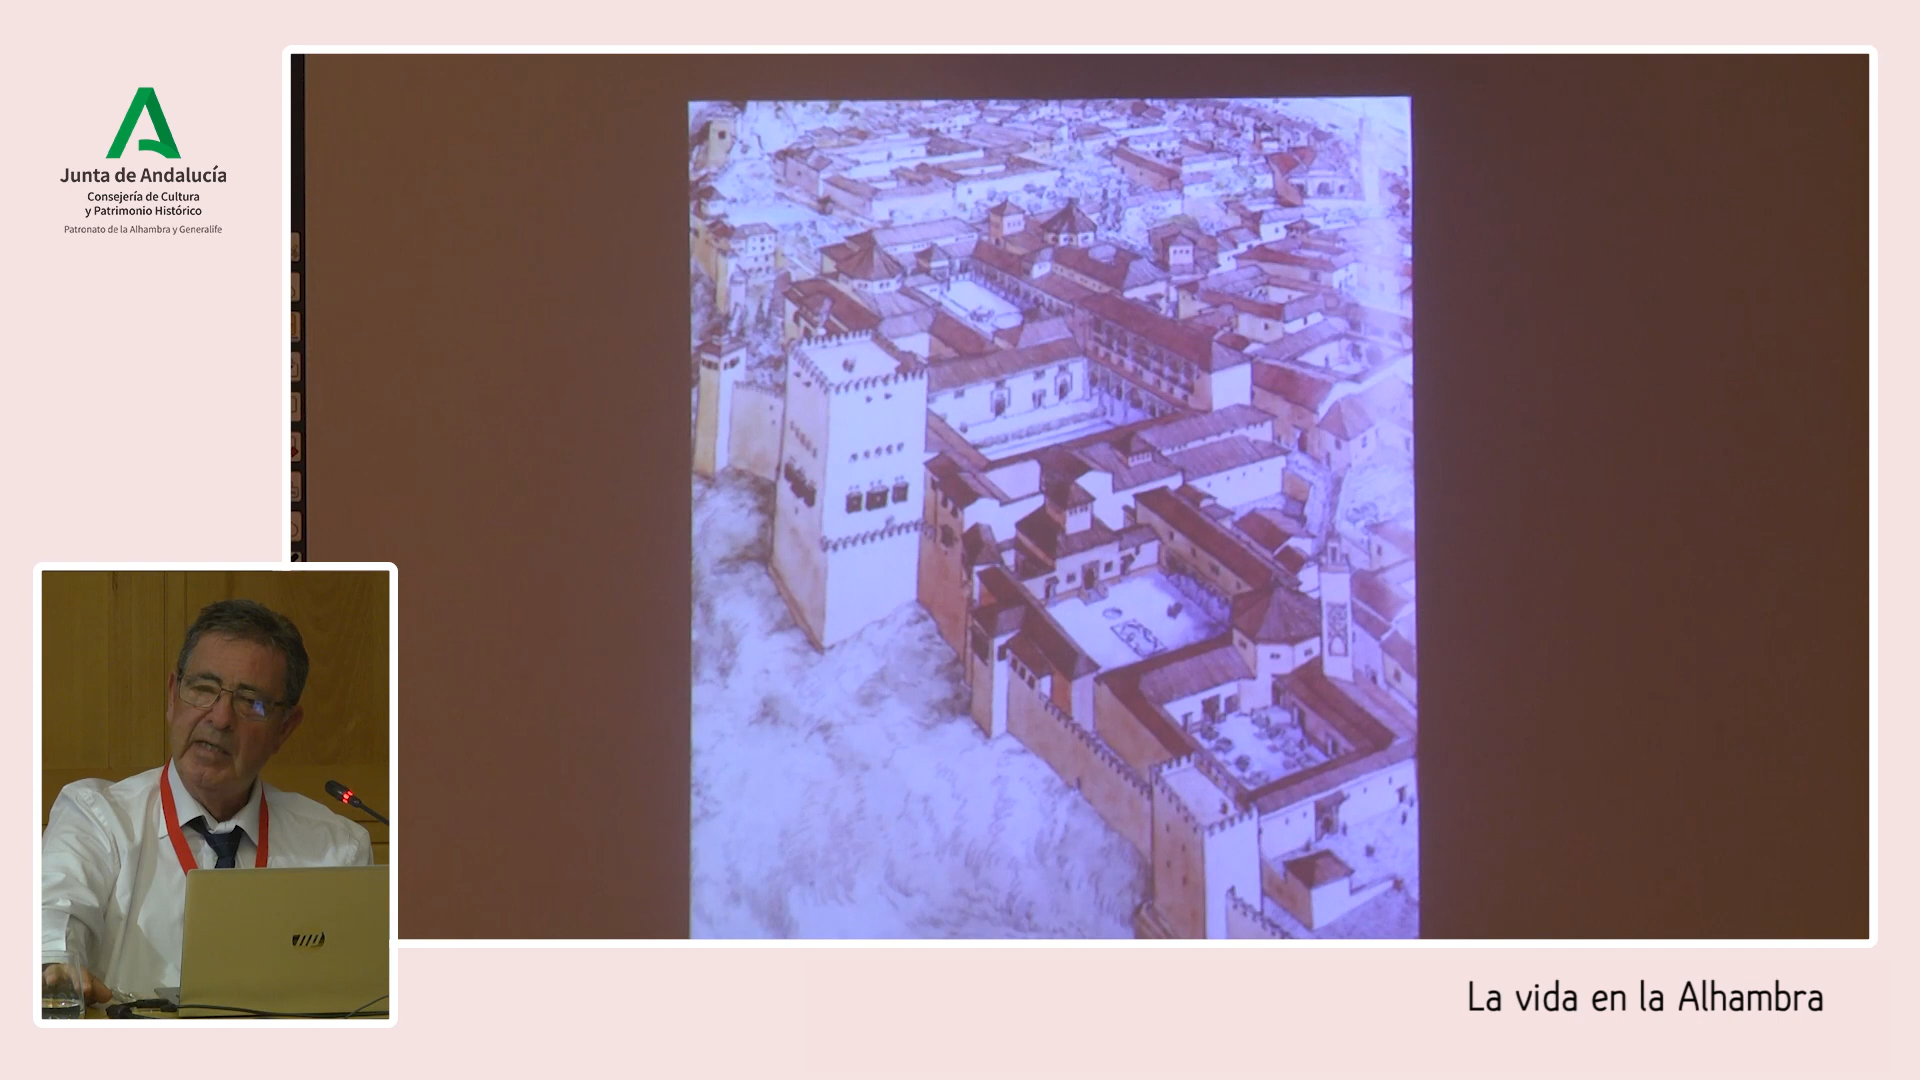 Junta de Andalucía
Consejería de Cultura
y Patrimonio Histórico
Patronato de la Alhambra y Generalife
La vida en la Alhambra